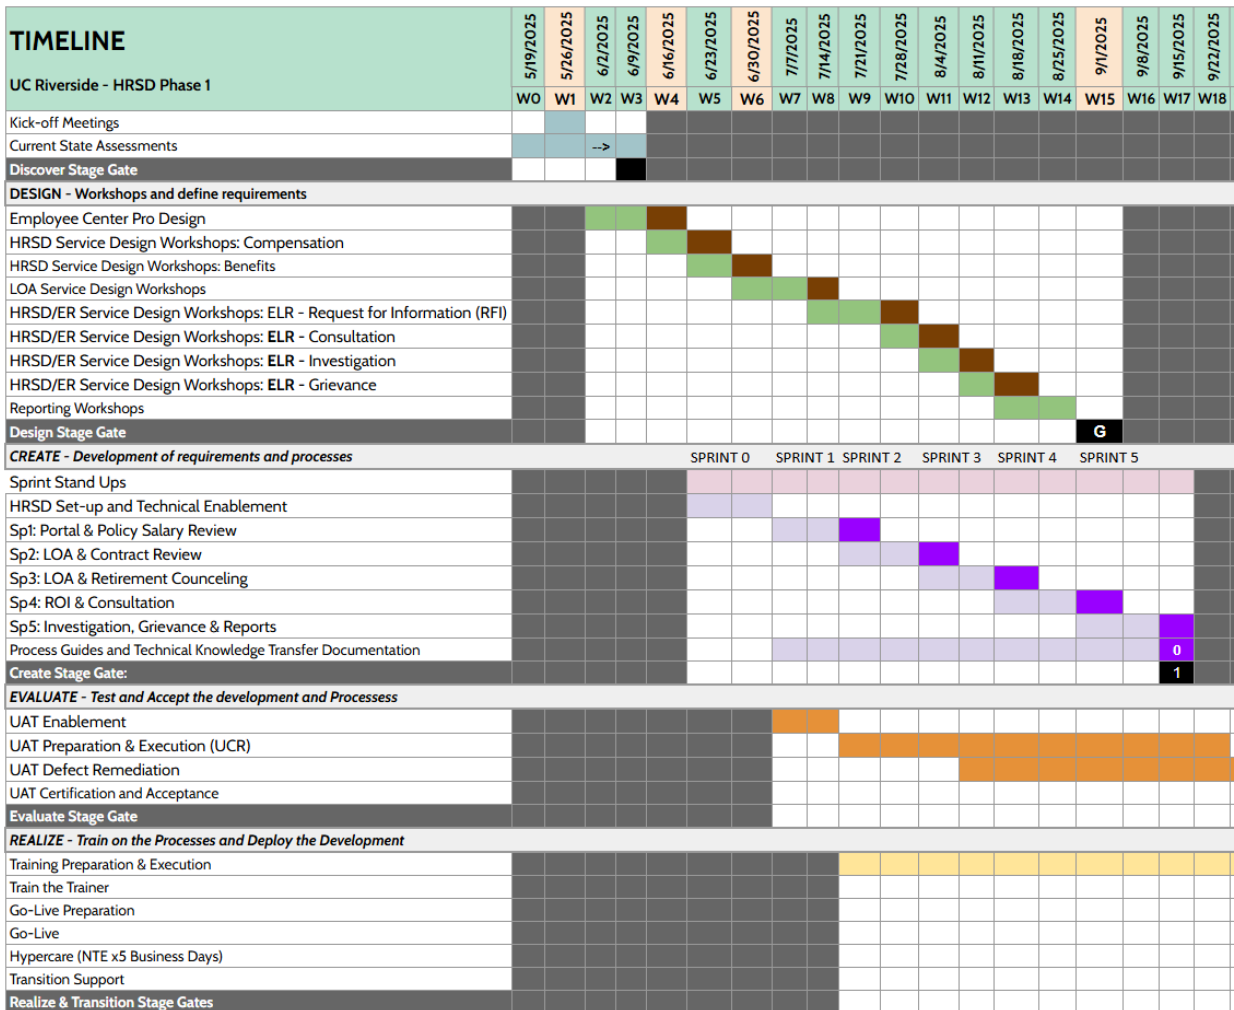 TIMELINE
UC Riverside - HRSD Phase 1
5/19/2025 5/26/2025 6/2/2025 6/9/2025 6/16/2025 6/23/2025 6/30/2025 7/7/2025 7/14/2025 7/21/2025 7/28/2025 8/4/2025 8/11/2025 8/18/2025 8/25/2025 9/1/2025 9/8/2025 9/15/2025 9/22/2025
W0 W1 W2 W3 W4 W5 W6 W7 W8 W9 W10 W11 W12 W13 W14 W15 W16 W17 W18
Kick-off Meetings
Current State Assessments -->
Discover Stage Gate
DESIGN - Workshops and define requirements
Employee Center Pro Design
HRSD Service Design Workshops: Compensation
HRSD Service Design Workshops: Benefits
LOA Service Design Workshops
HRSD/ER Service Design Workshops: ELR - Request for Information (RFI)
HRSD/ER Service Design Workshops: ELR - Consultation
HRSD/ER Service Design Workshops: ELR - Investigation
HRSD/ER Service Design Workshops: ELR - Grievance
Reporting Workshops
Design Stage Gate G
CREATE - Development of requirements and processes SPRINT 0 SPRINT 1 SPRINT 2 SPRINT 3 SPRINT 4 SPRINT 5
Sprint Stand Ups
HRSD Set-up and Technical Enablement
Sp1: Portal & Policy Salary Review
Sp2: LOA & Contract Review
Sp3: LOA & Retirement Counceling
Sp4: ROI & Consultation
Sp5: Investigation, Grievance & Reports
Process Guides and Technical Knowledge Transfer Documentation 0
Create Stage Gate: 1
EVALUATE - Test and Accept the development and Processess
UAT Enablement
UAT Preparation & Execution (UCR)
UAT Defect Remediation
UAT Certification and Acceptance
Evaluate Stage Gate
REALIZE - Train on the Processes and Deploy the Development
Training Preparation & Execution
Train the Trainer
Go-Live Preparation
Go-Live
Hypercare (NTE x5 Business Days)
Transition Support
Realize & Transition Stage Gates